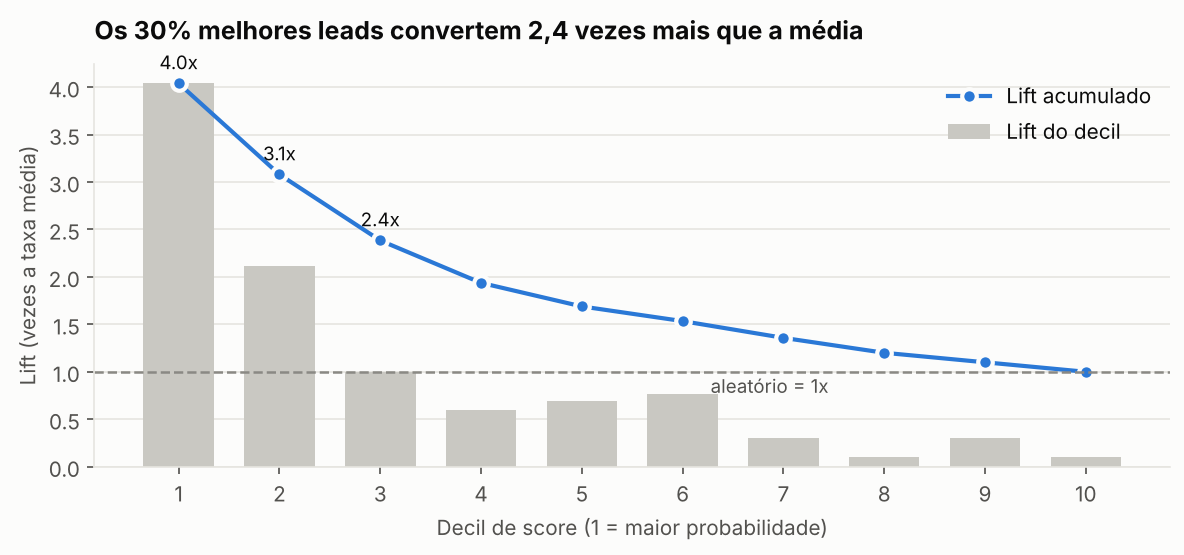 Os 30% melhores leads convertem 2,4 vezes mais que a média
4.0x
3.1x
2.4x
Lift acumulado
Lift do decil
aleatório = 1x
Lift (vezes a taxa média)
4.0
3.5
3.0
2.5
2.0
1.5
1.0
0.5
0.0
1 2 3 4 5 6 7 8 9 10
Decil de score (1 = maior probabilidade)